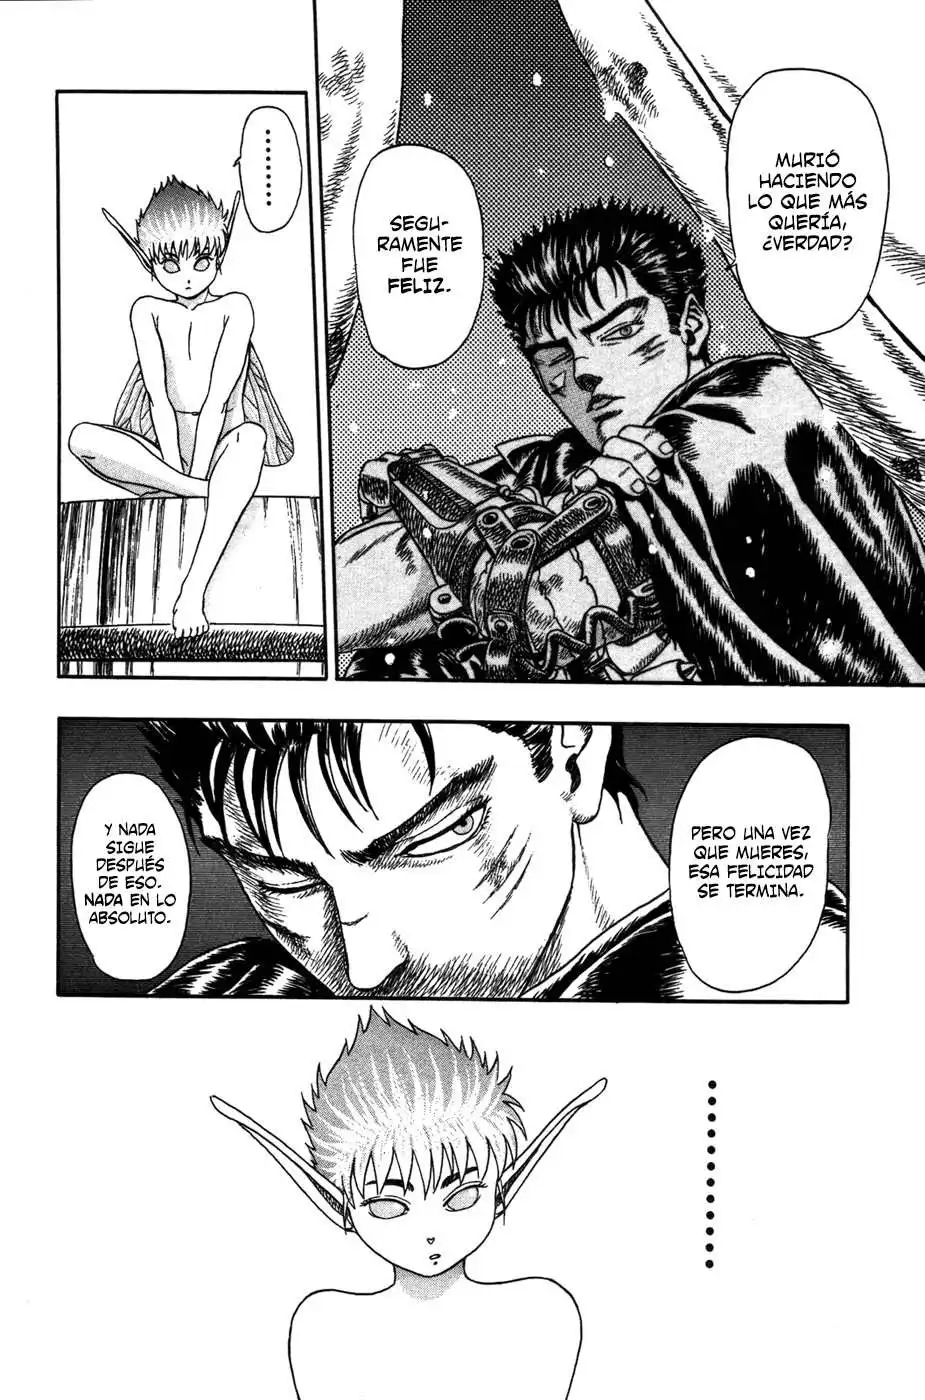 MURIÓ
HACIENDO
LO QUE MÁS
QUERÍA,
¿VERDAD?
SEGU-
RAMENTE
FUE
FELIZ.
........
PERO UNA VEZ
QUE MUERES,
ESA FELICIDAD
SE TERMINA.
Y NADA
SIGUE
DESPUÉS
DE ESO.
NADA EN LO
ABSOLUTO.
............